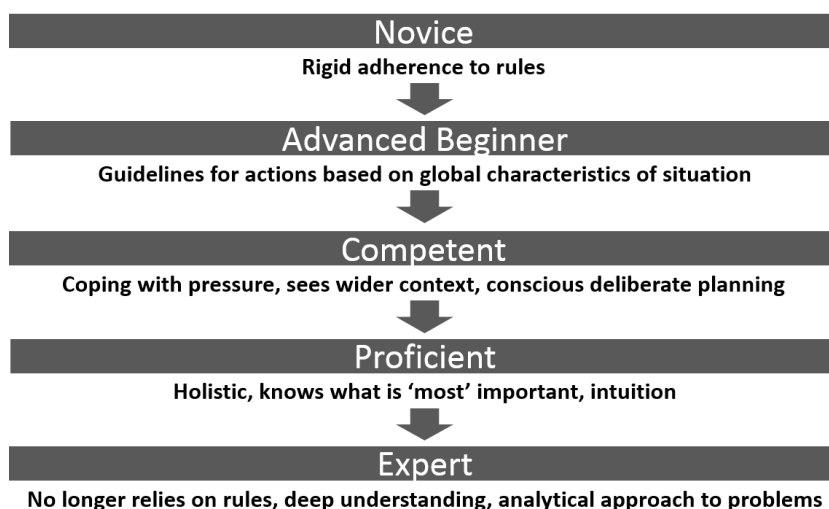 Novice
Rigid adherence to rules
Advanced Beginner
Guidelines for actions based on global characteristics of situation
Competent
Coping with pressure, sees wider context, conscious deliberate planning
Proficient
Holistic, knows what is ‘most’ important, intuition
Expert
No longer relies on rules, deep understanding, analytical approach to problems